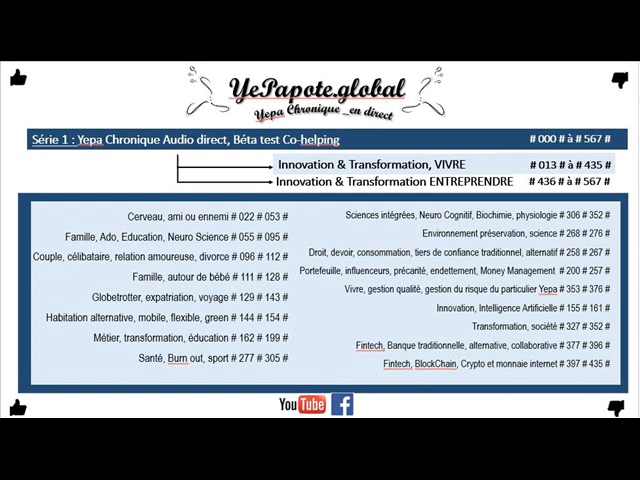 YePapote.global
Yepa Chronique _en direct
Série 1 : Yepa Chronique Audio direct, Béta test Co-helping # 000 # à # 567 #
Innovation & Transformation, VIVRE # 013 # à # 435 #
Innovation & Transformation ENTREPRENDRE # 436 # à # 567 #
Cerveau, ami ou ennemi # 022 # 053 #
Famille, Ado, Education, Neuro Science # 055 # 095 #
Couple, célibataire, relation amoureuse, divorce # 096 # 112 #
Famille, autour de bébé # 111 # 128 #
Globetrotter, expatriation, voyage # 129 # 143 #
Habitation alternative, mobile, flexible, green # 144 # 154 #
Métier, transformation, éducation # 162 # 199 #
Santé, Burn out, sport # 277 # 305 #
Sciences intégrées, Neuro Cognitif, Biochimie, physiologie # 306 # 352 #
Environnement préservation, science # 268 # 276 #
Droit, devoir, consommation, tiers de confiance traditionnel, alternatif # 258 # 267 #
Portefeuille, influenceurs, précarité, endettement, Money Management # 200 # 257 #
Vivre, gestion qualité, gestion du risque du particulier Yepa # 353 # 376 #
Innovation, Intelligence Artificielle # 155 # 161 #
Transformation, société # 327 # 352 #
Fintech, Banque traditionnelle, alternative, collaborative # 377 # 396 #
Fintech, BlockChain, Crypto et monnaie internet # 397 # 435 #
YouTube f